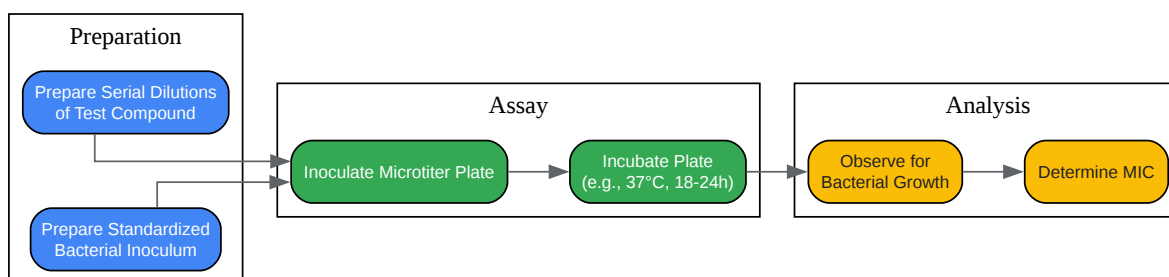 Preparation
Prepare Serial Dilutions
of Test Compound
Prepare Standardized
Bacterial Inoculum
Assay
Inoculate Microtiter Plate
Incubate Plate
(e.g., 37°C, 18-24h)
Analysis
Observe for
Bacterial Growth
Determine MIC